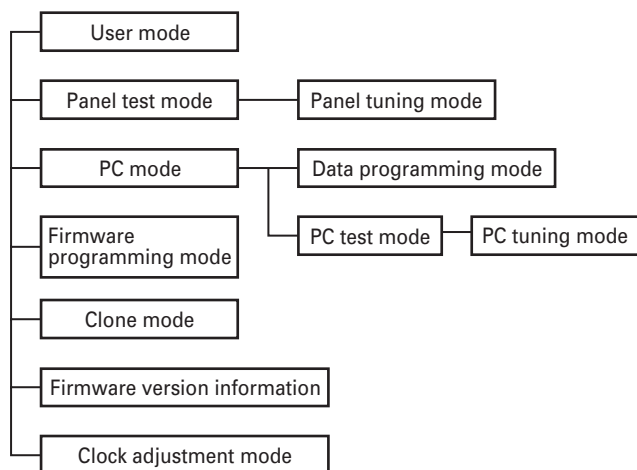 User mode
Panel test mode
Panel tuning mode
PC mode
Data programming mode
PC test mode
PC tuning mode
Firmware
programming mode
Clone mode
Firmware version information
Clock adjustment mode